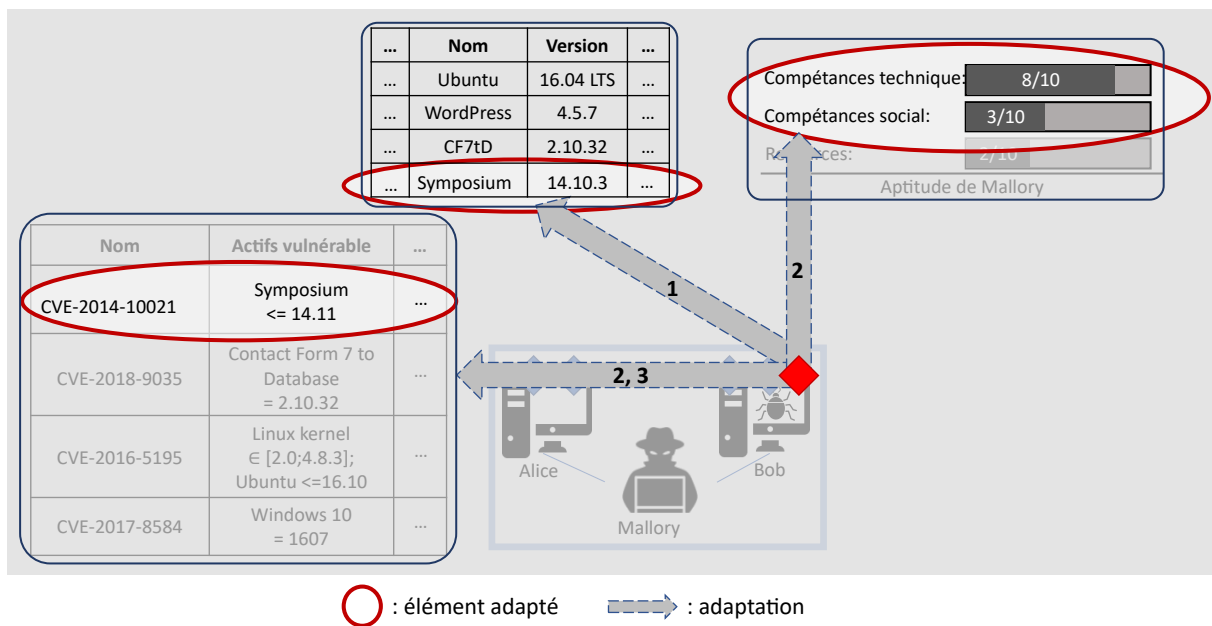 ... Nom Version ...
... Ubuntu 16.04 LTS ...
... WordPress 4.5.7 ...
... CF7tD 2.10.32 ...
... Symposium 14.10.3 ...
Compétances technique: 8/10
Compétances social: 3/10
2/10
Aptitude de Mallory
Nom Actifs vulnérable ...
CVE-2014-10021 Symposium ...
<= 14.11
Contact Form 7 to
CVE-2018-9035 Database ...
= 2.10.32
Linux kernel
CVE-2016-5195 ∈ [2.0;4.8.3]; ...
Ubuntu <=16.10
CVE-2017-8584 Windows 10 ...
= 1607
1
2
2, 3
Alice
Bob
Mallory
: élément adapté
: adaptation